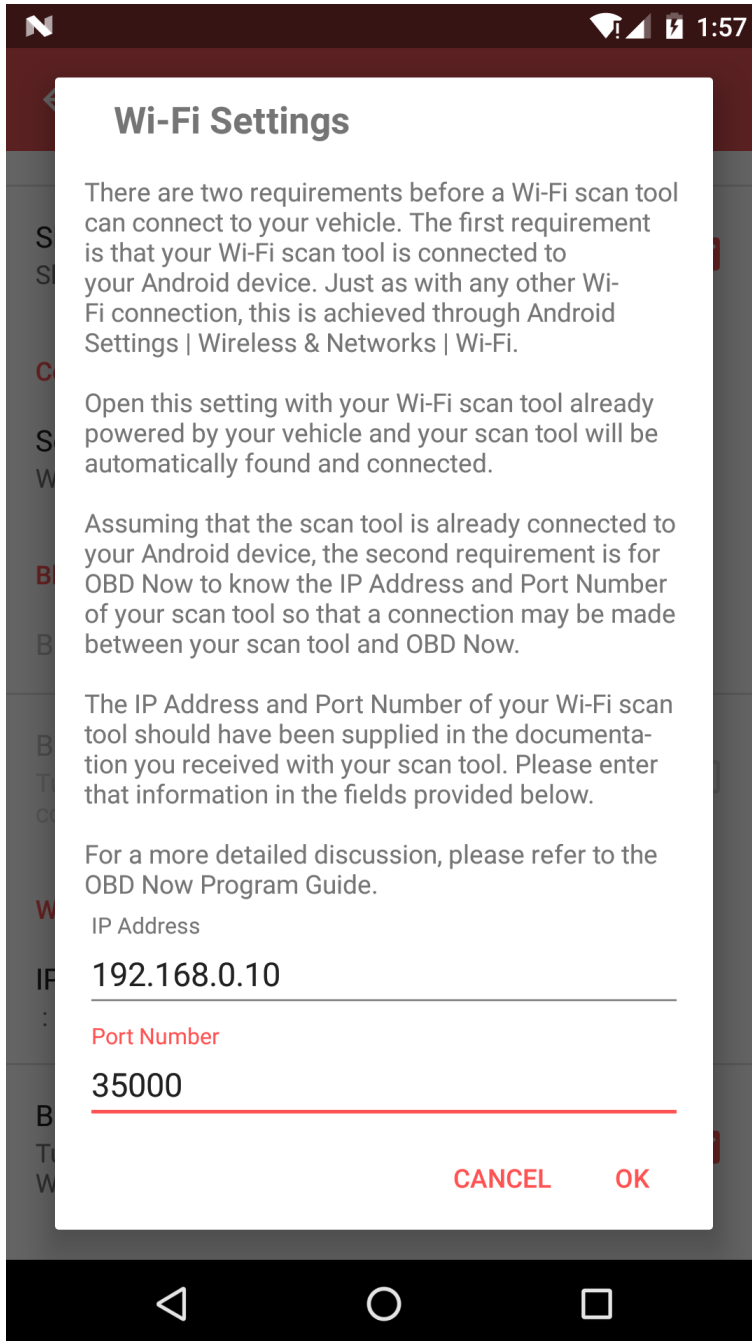 1:57
Wi-Fi Settings
There are two requirements before a Wi-Fi scan tool
can connect to your vehicle. The first requirement
is that your Wi-Fi scan tool is connected to
your Android device. Just as with any other Wi-
Fi connection, this is achieved through Android
Settings | Wireless & Networks | Wi-Fi.
Open this setting with your Wi-Fi scan tool already
powered by your vehicle and your scan tool will be
automatically found and connected.
Assuming that the scan tool is already connected to
your Android device, the second requirement is for
OBD Now to know the IP Address and Port Number
of your scan tool so that a connection may be made
between your scan tool and OBD Now.
The IP Address and Port Number of your Wi-Fi scan
tool should have been supplied in the documenta-
tion you received with your scan tool. Please enter
that information in the fields provided below.
For a more detailed discussion, please refer to the
OBD Now Program Guide.
IP Address
192.168.0.10
Port Number
35000
CANCEL OK